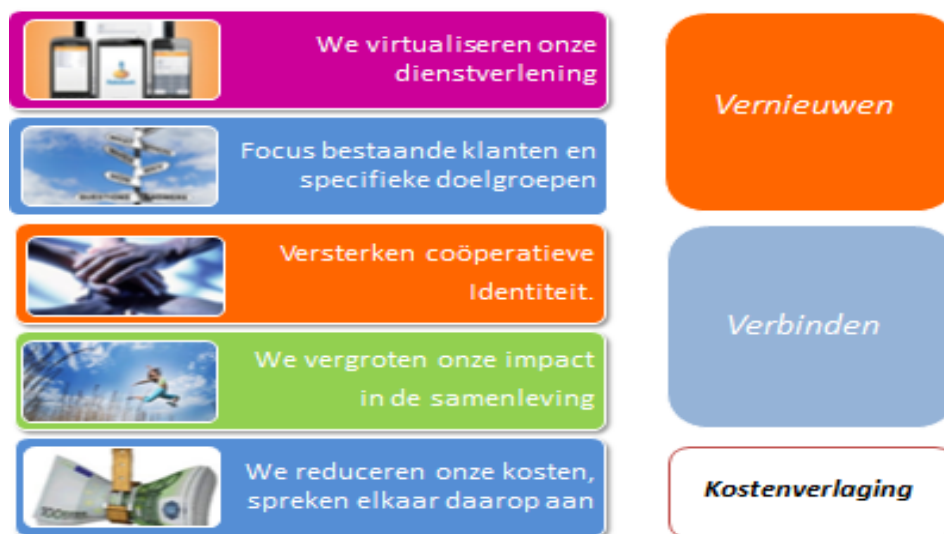 We virtualiseren onze
dienstverlening
Vernieuwen
Focus bestaande klanten en
specifieke doelgroepen
Versterken coöperatieve
Identiteit.
Verbinden
We vergroten onze impact
in de samenleving
We reduceren onze kosten,
spreken elkaar daarop aan
Kostenverlaging
100